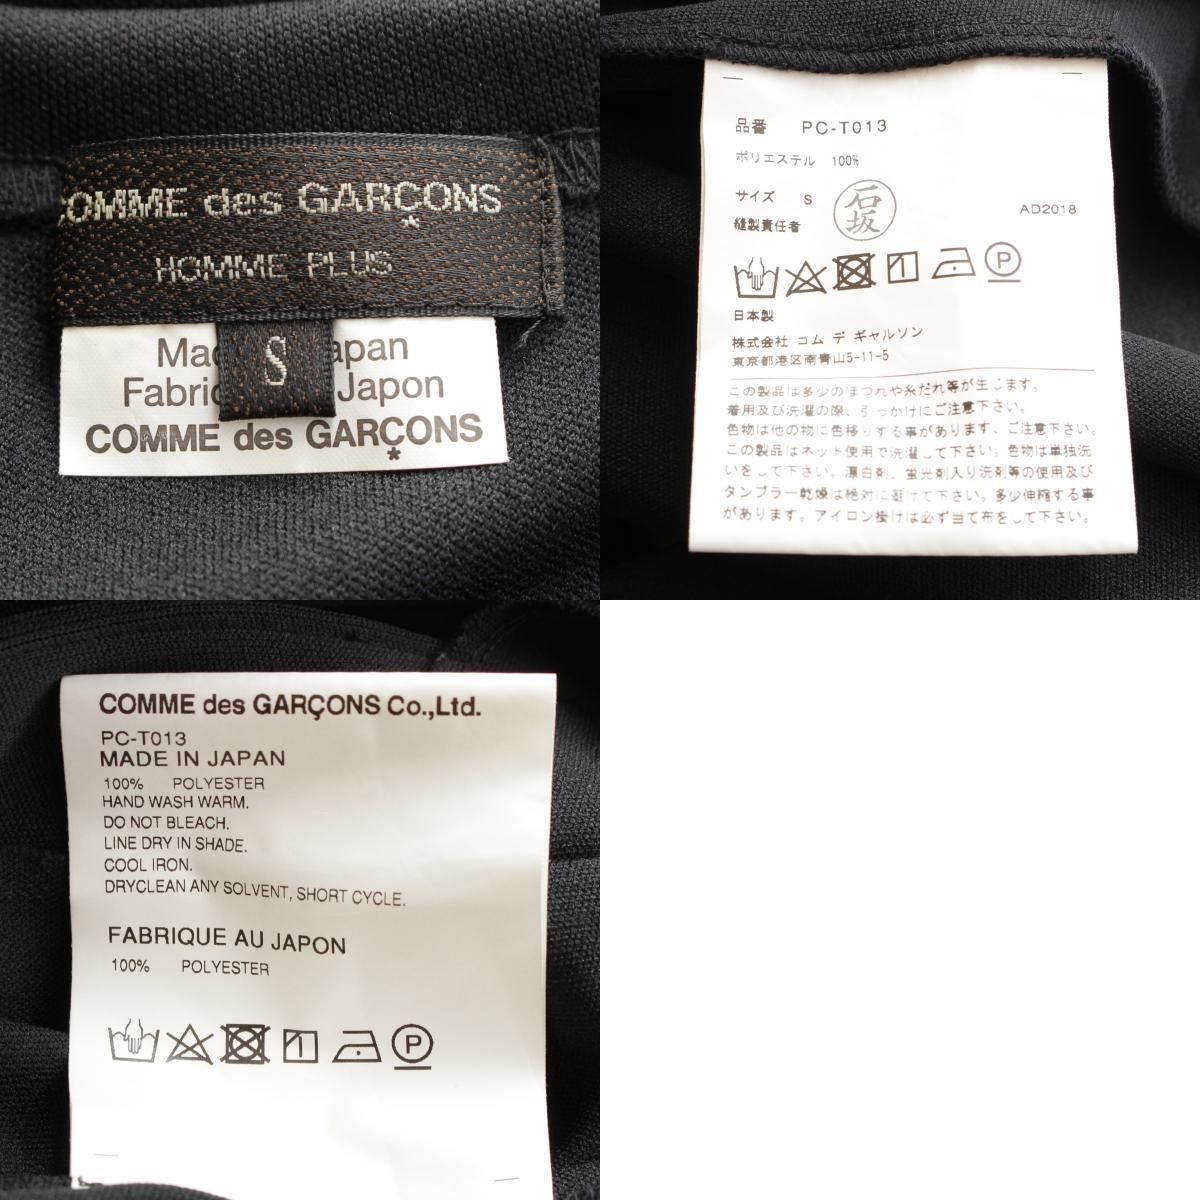 COMME des GARÇONS
HOMME PLUS
S
apan
Fabri Japon
COMME des GARÇONS
品番 PC-T013
ポリエステル 100%
サイズ S
石坂
縫製責任者
AD2018
P
日本製
株式会社 コム デ ギャルソン
東京都港区南青山5-11-5
この製品は多少のほつれや糸だれ等が生じます。
着用及び洗濯の際、引っかけにご注意下さい。
色物は他の物に色移りする事があります、ご注意下さい。
この製品はネット使用で洗濯して下さい。色物は単独洗
いをして下さい。漂白剤、蛍光剤入り洗剤等の使用及び
タンブラー乾燥は絶対に避けて下さい。多少伸縮する事
があります。アイロン掛けは必ず当て布をして下さい。
COMME des GARÇONS Co.,Ltd.
PC-T013
MADE IN JAPAN
100% POLYESTER
HAND WASH WARM.
DO NOT BLEACH.
LINE DRY IN SHADE.
COOL IRON.
DRYCLEAN ANY SOLVENT, SHORT CYCLE.
FABRIQUE AU JAPON
100% POLYESTER
P